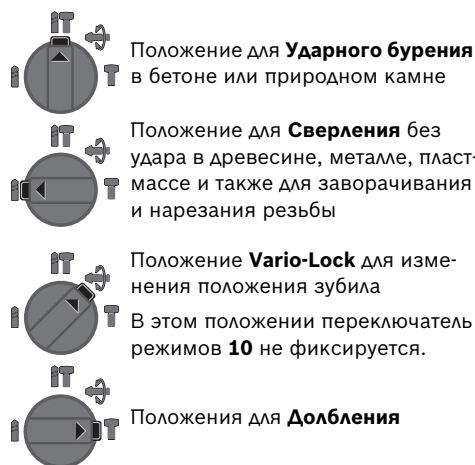 Положение для Ударного бурения
в бетоне или природном камне
Положение для Сверления без
удара в древесине, металле, пласт-
массе и также для заворачивания
и нарезания резьбы
Положение Vario-Lock для изме-
нения положения зубила
В этом положении переключатель
режимов 10 не фиксируется.
Положения для Долбления